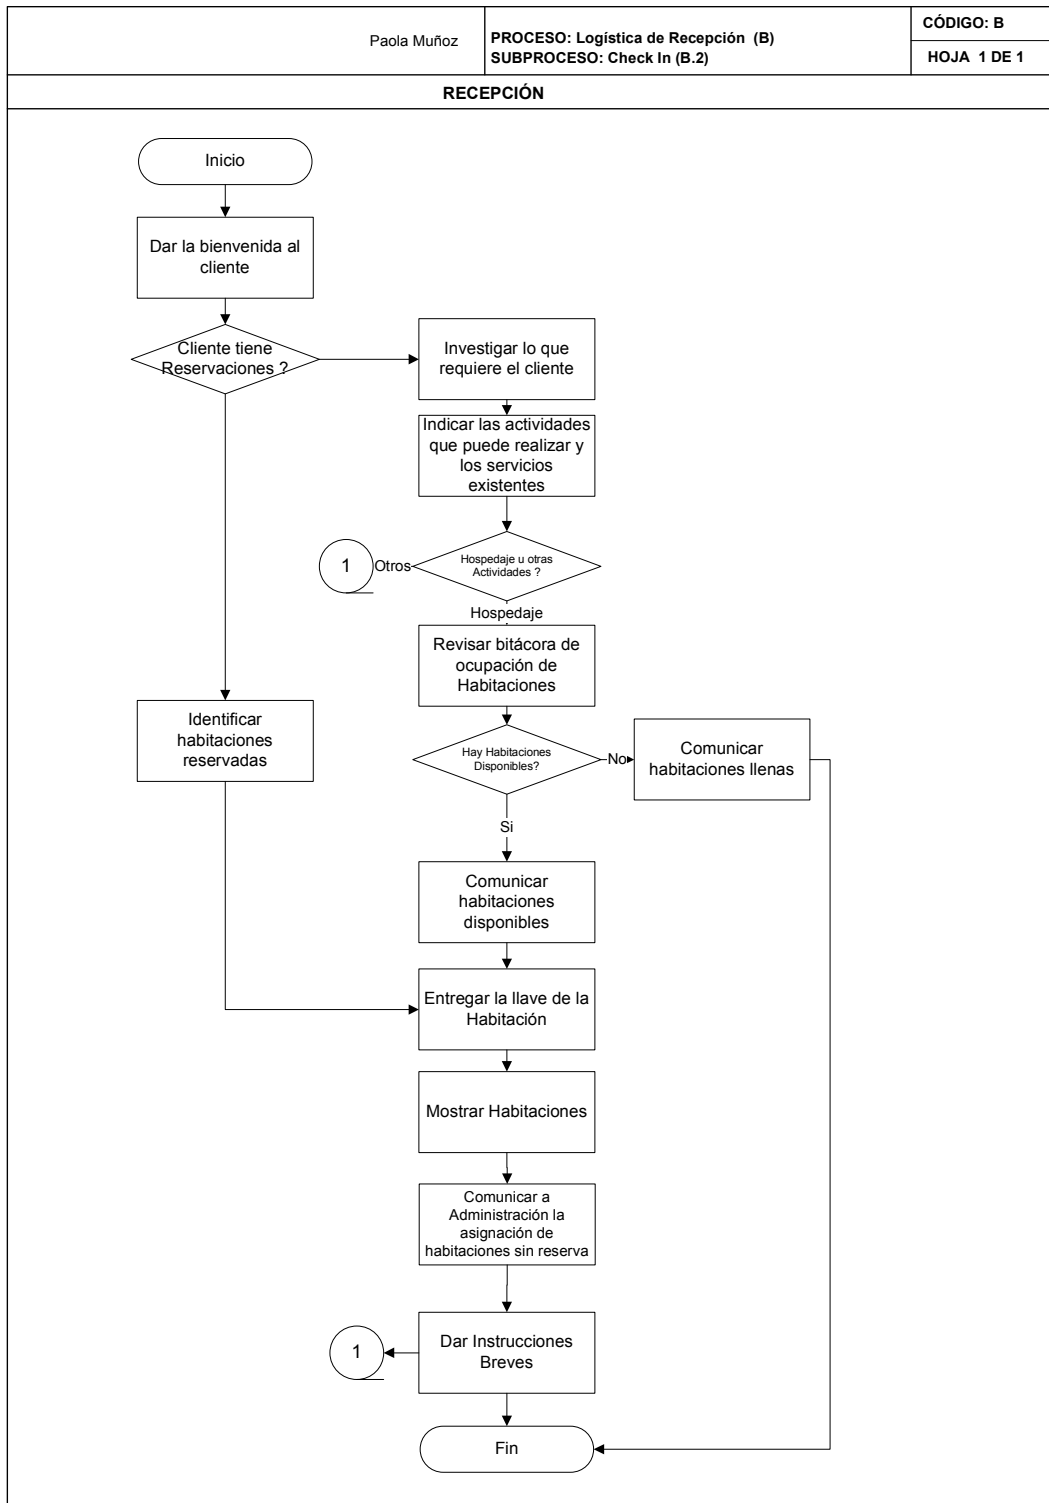 Paola Muñoz
PROCESO: Logística de Recepción (B)
SUBPROCESO: Check In (B.2)
CÓDIGO: B
HOJA 1 DE 1
RECEPCIÓN
Inicio
Dar la bienvenida al
cliente
Cliente tiene
Reservaciones ?
Investigar lo que
requiere el cliente
Indicar las actividades
que puede realizar y
los servicios
existentes
1
Otros
Hospedaje u otras
Actividades ?
Hospedaje
Revisar bitácora de
ocupación de
Habitaciones
Identificar
habitaciones
reservadas
Hay Habitaciones
Disponibles?
No
Comunicar
habitaciones llenas
Si
Comunicar
habitaciones
disponibles
Entregar la llave de la
Habitación
Mostrar Habitaciones
Comunicar a
Administración la
asignación de
habitaciones sin reserva
1
Dar Instrucciones
Breves
Fin